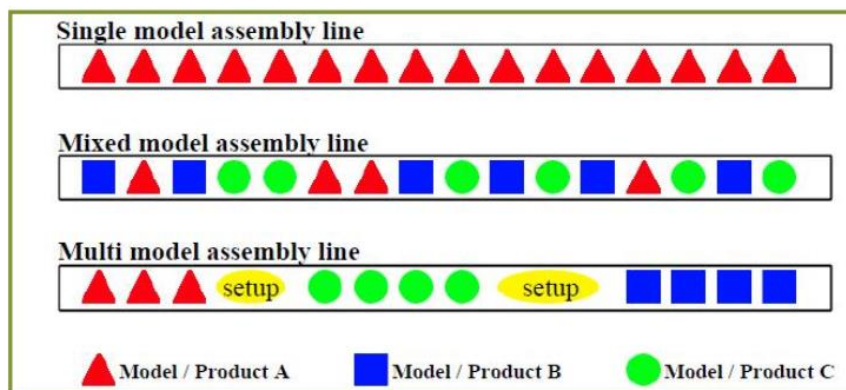 Single model assembly line
Mixed model assembly line
Multi model assembly line
setup setup
Model / Product A Model / Product B Model / Product C